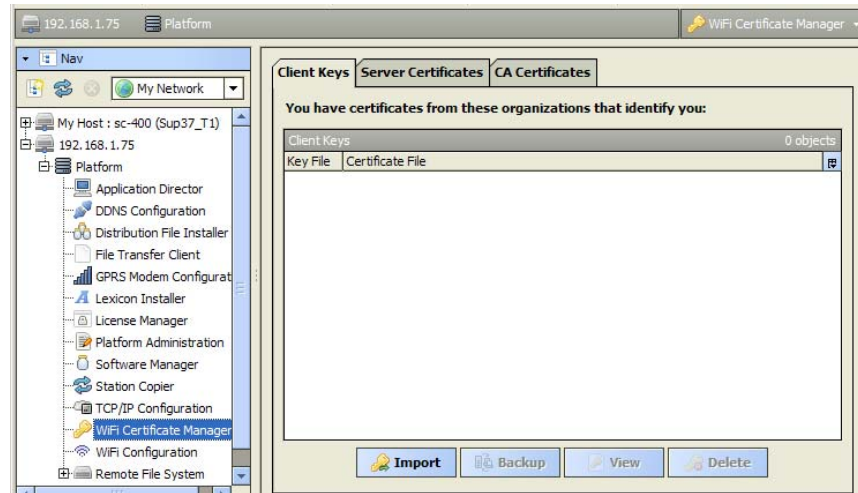 192.168.1.75 Platform WiFi Certificate Manager
Nav
My Network
My Host : sc-400 (Sup37_T1)
192.168.1.75
Platform
Application Director
DDNS Configuration
Distribution File Installer
File Transfer Client
GPRS Modem Configurat
Lexicon Installer
License Manager
Platform Administration
Software Manager
Station Copier
TCP/IP Configuration
WiFi Certificate Manager
WiFi Configuration
Remote File System
Client Keys Server Certificates CA Certificates
You have certificates from these organizations that identify you:
Client Keys 0 objects
Key File Certificate File
Import Backup View Delete